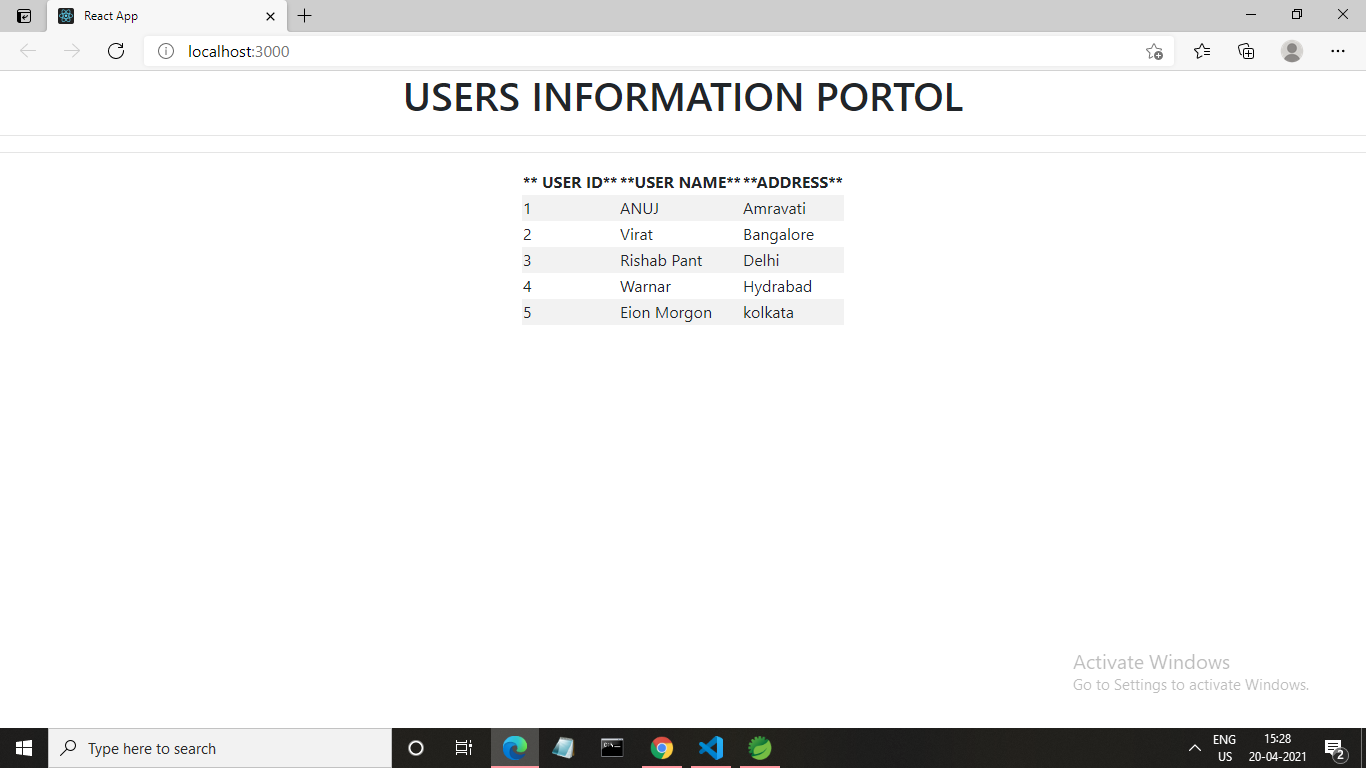 React App
localhost:3000
USERS INFORMATION PORTOL
** USER ID** **USER NAME** **ADDRESS**
1 ANUJ Amravati
2 Virat Bangalore
3 Rishab Pant Delhi
4 Warnar Hydrabad
5 Eion Morgon kolkata
Activate Windows
Go to Settings to activate Windows.
Type here to search
ENG 15:28
US 20-04-2021
2